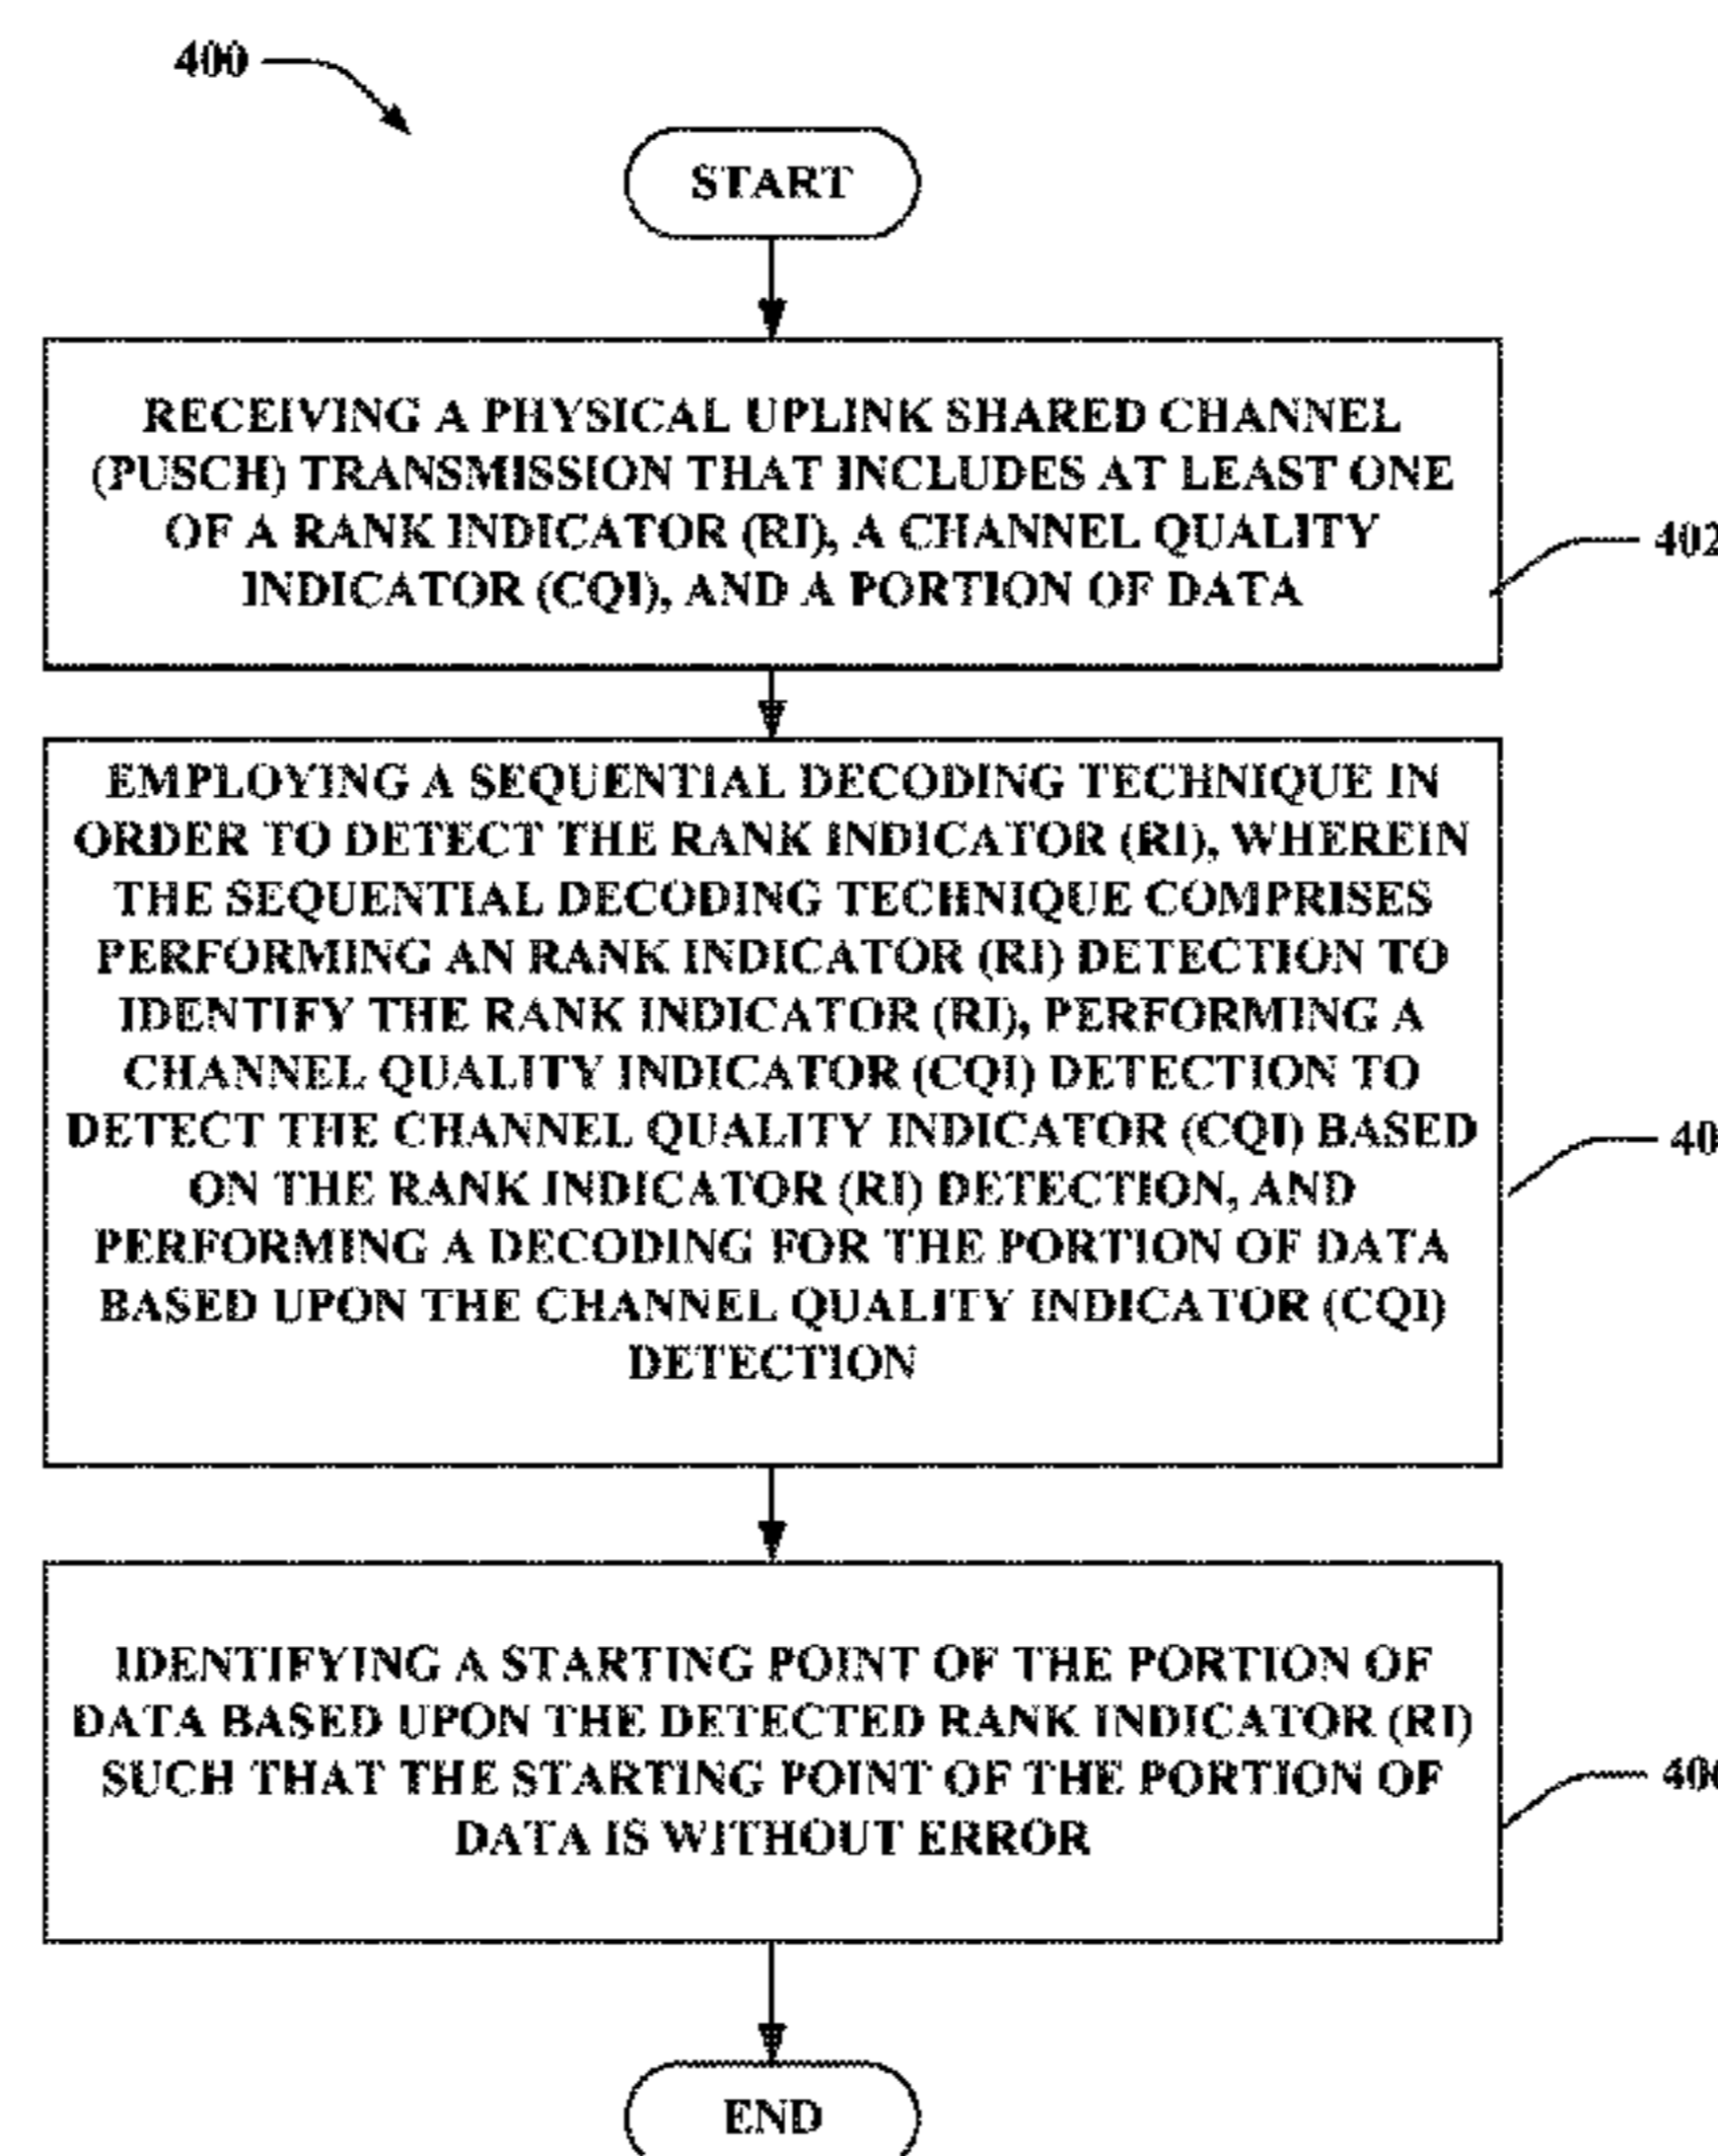 400
START
RECEIVING A PHYSICAL UPLINK SHARED CHANNEL
(PUSCH) TRANSMISSION THAT INCLUDES AT LEAST ONE
OF A RANK INDICATOR (RI), A CHANNEL QUALITY
INDICATOR (CQI), AND A PORTION OF DATA
402
EMPLOYING A SEQUENTIAL DECODING TECHNIQUE IN
ORDER TO DETECT THE RANK INDICATOR (RI), WHEREIN
THE SEQUENTIAL DECODING TECHNIQUE COMPRISES
PERFORMING AN RANK INDICATOR (RI) DETECTION TO
IDENTIFY THE RANK INDICATOR (RI), PERFORMING A
CHANNEL QUALITY INDICATOR (CQI) DETECTION TO
DETECT THE CHANNEL QUALITY INDICATOR (CQI) BASED
ON THE RANK INDICATOR (RI) DETECTION, AND
PERFORMING A DECODING FOR THE PORTION OF DATA
BASED UPON THE CHANNEL QUALITY INDICATOR (CQI)
DETECTION
IDENTIFYING A STARTING POINT OF THE PORTION OF
DATA BASED UPON THE DETECTED RANK INDICATOR (RI)
SUCH THAT THE STARTING POINT OF THE PORTION OF
DATA IS WITHOUT ERROR
406
END